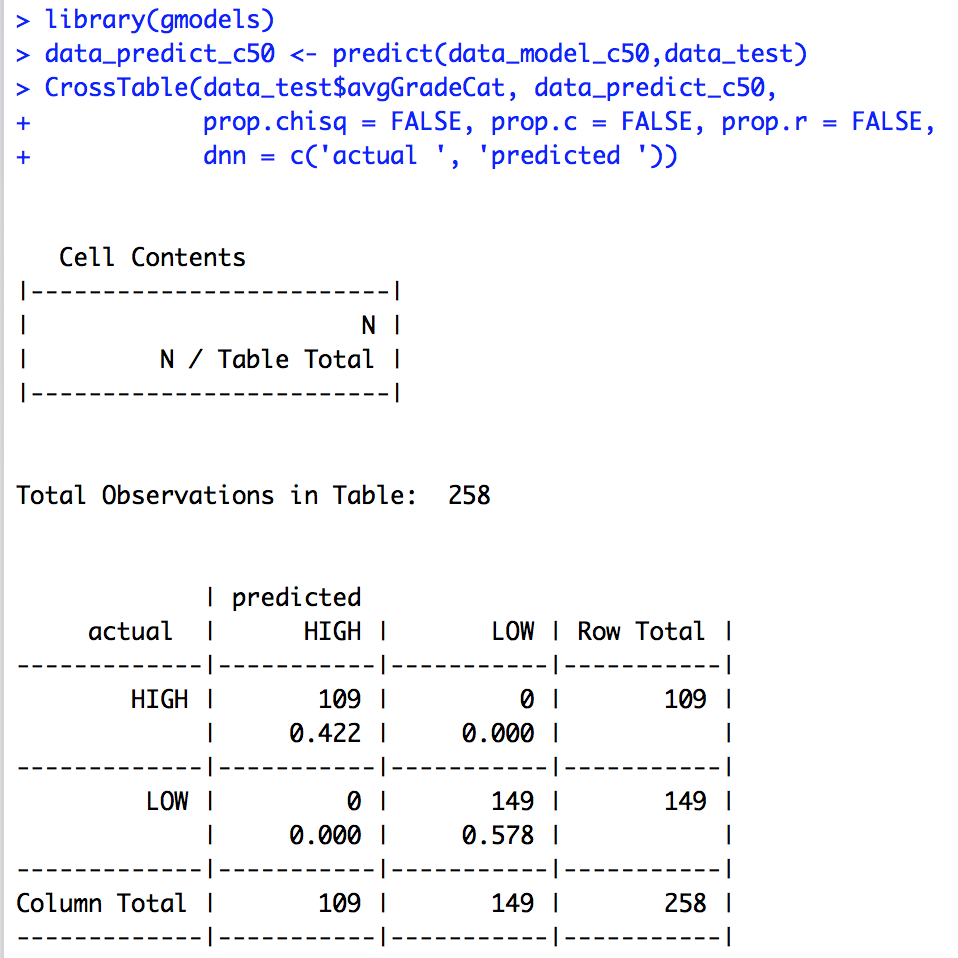 > library(gmodels)
> data_predict_c50 <- predict(data_model_c50,data_test)
> CrossTable(data_test$avgGradeCat, data_predict_c50,
+            prop.chisq = FALSE, prop.c = FALSE, prop.r = FALSE,
+            dnn = c('actual ', 'predicted '))
   Cell Contents
|-------------------------|
|                       N |
|         N / Table Total |
|-------------------------|
Total Observations in Table:  258
             | predicted
     actual  |      HIGH |       LOW | Row Total |
-------------|-----------|-----------|-----------|
        HIGH |       109 |         0 |       109 |
             |     0.422 |     0.000 |           |
-------------|-----------|-----------|-----------|
         LOW |         0 |       149 |       149 |
             |     0.000 |     0.578 |           |
-------------|-----------|-----------|-----------|
Column Total |       109 |       149 |       258 |
-------------|-----------|-----------|-----------|